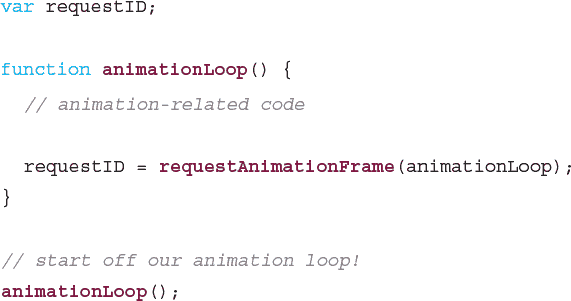 var requestID;
function animationLoop() {
// animation-related code
requestID = requestAnimationFrame(animationLoop);
}
// start off our animation loop!
animationLoop();